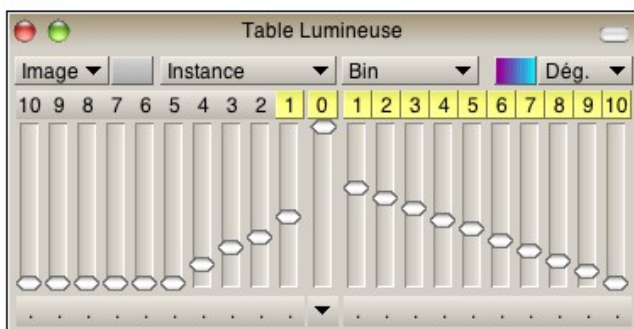 Table Lumineuse
Image Instance Bin Dég.
10 9 8 7 6 5 4 3 2 1 0 1 2 3 4 5 6 7 8 9 10
. . . . . . . . . . . . . . . . . . . .